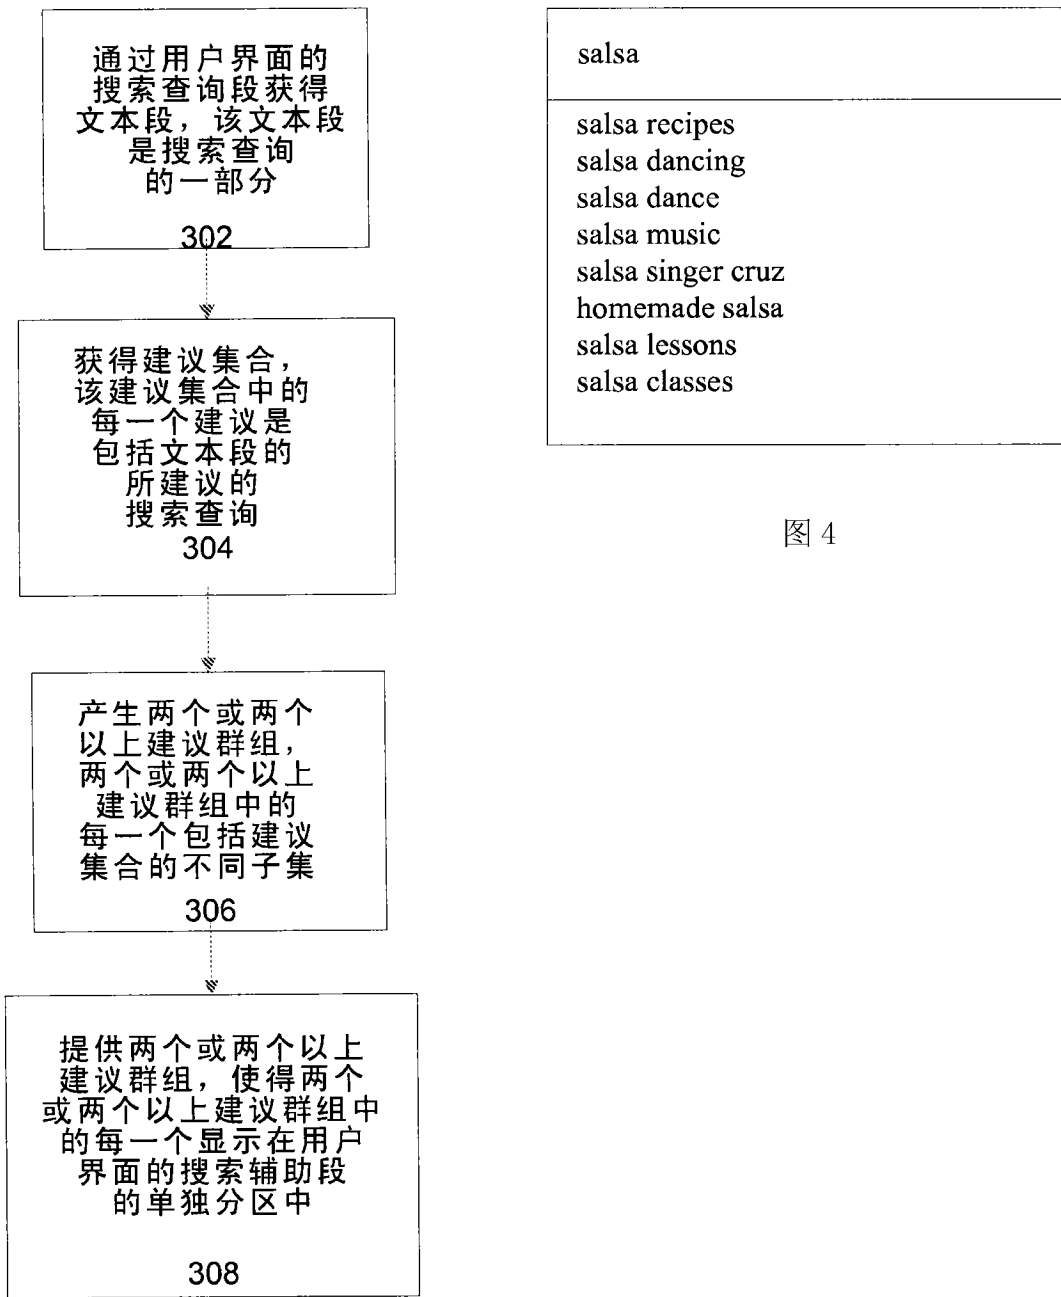 通过用户界面的
搜索查询段获得
文本段，该文本段
是搜索查询
的一部分
302
获得建议集合，
该建议集合中的
每一个建议是
包括文本段的
所建议的
搜索查询
304
产生两个或两个
以上建议群组，
两个或两个以上
建议群组中的
每一个包括建议
集合的不同子集
306
提供两个或两个以上
建议群组，使得两个
或两个以上建议群组中
的每一个显示在用户
界面的搜索辅助段
的单独分区中
308
salsa
salsa recipes
salsa dancing
salsa dance
salsa music
salsa singer cruz
homemade salsa
salsa lessons
salsa classes
图 4